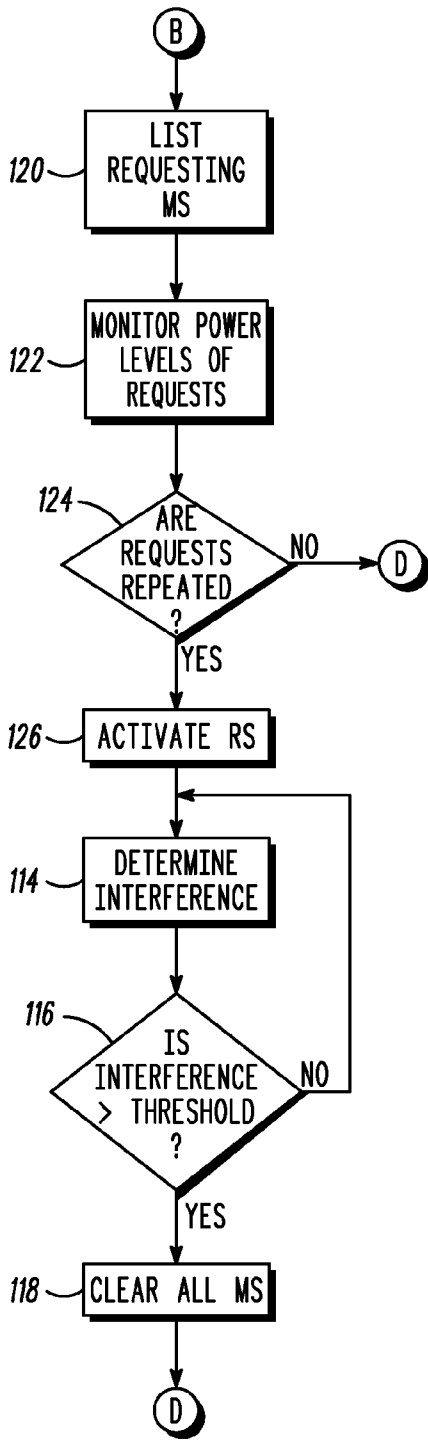 B
120
LIST
REQUESTING
MS
122
MONITOR POWER
LEVELS OF
REQUESTS
124
ARE
REQUESTS
REPEATED
?
NO
D
YES
126
ACTIVATE RS
114
DETERMINE
INTERFERENCE
116
IS
INTERFERENCE
> THRESHOLD
?
NO
YES
118
CLEAR ALL MS
D